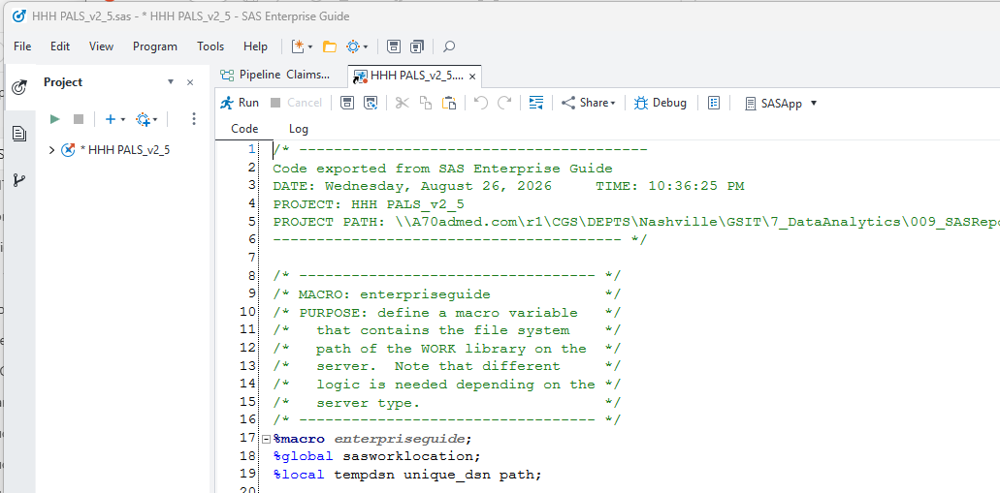 HHH PALS_v2_5.sas - * HHH PALS_v2_5 - SAS Enterprise Guide
File Edit View Program Tools Help
Project
Pipeline Claims...
HHH PALS_v2_5....
Run Cancel Share Debug SASApp
Code Log
* HHH PALS_v2_5
1 /* ----------------------------------------
2 Code exported from SAS Enterprise Guide
3 DATE: Wednesday, August 26, 2026     TIME: 10:36:25 PM
4 PROJECT: HHH PALS_v2_5
5 PROJECT PATH: \\A70admed.com\r1\CGS\DEPTS\Nashville\GSIT\7_DataAnalytics\009_SASRepo
6 ---------------------------------------- */
7
8 /* ---------------------------------- */
9 /* MACRO: enterpriseguide             */
10 /* PURPOSE: define a macro variable   */
11 /*   that contains the file system    */
12 /*   path of the WORK library on the  */
13 /*   server.  Note that different     */
14 /*   logic is needed depending on the */
15 /*   server type.                     */
16 /* ---------------------------------- */
17 %macro enterpriseguide;
18 %global sasworklocation;
19 %local tempdsn unique_dsn path;
20